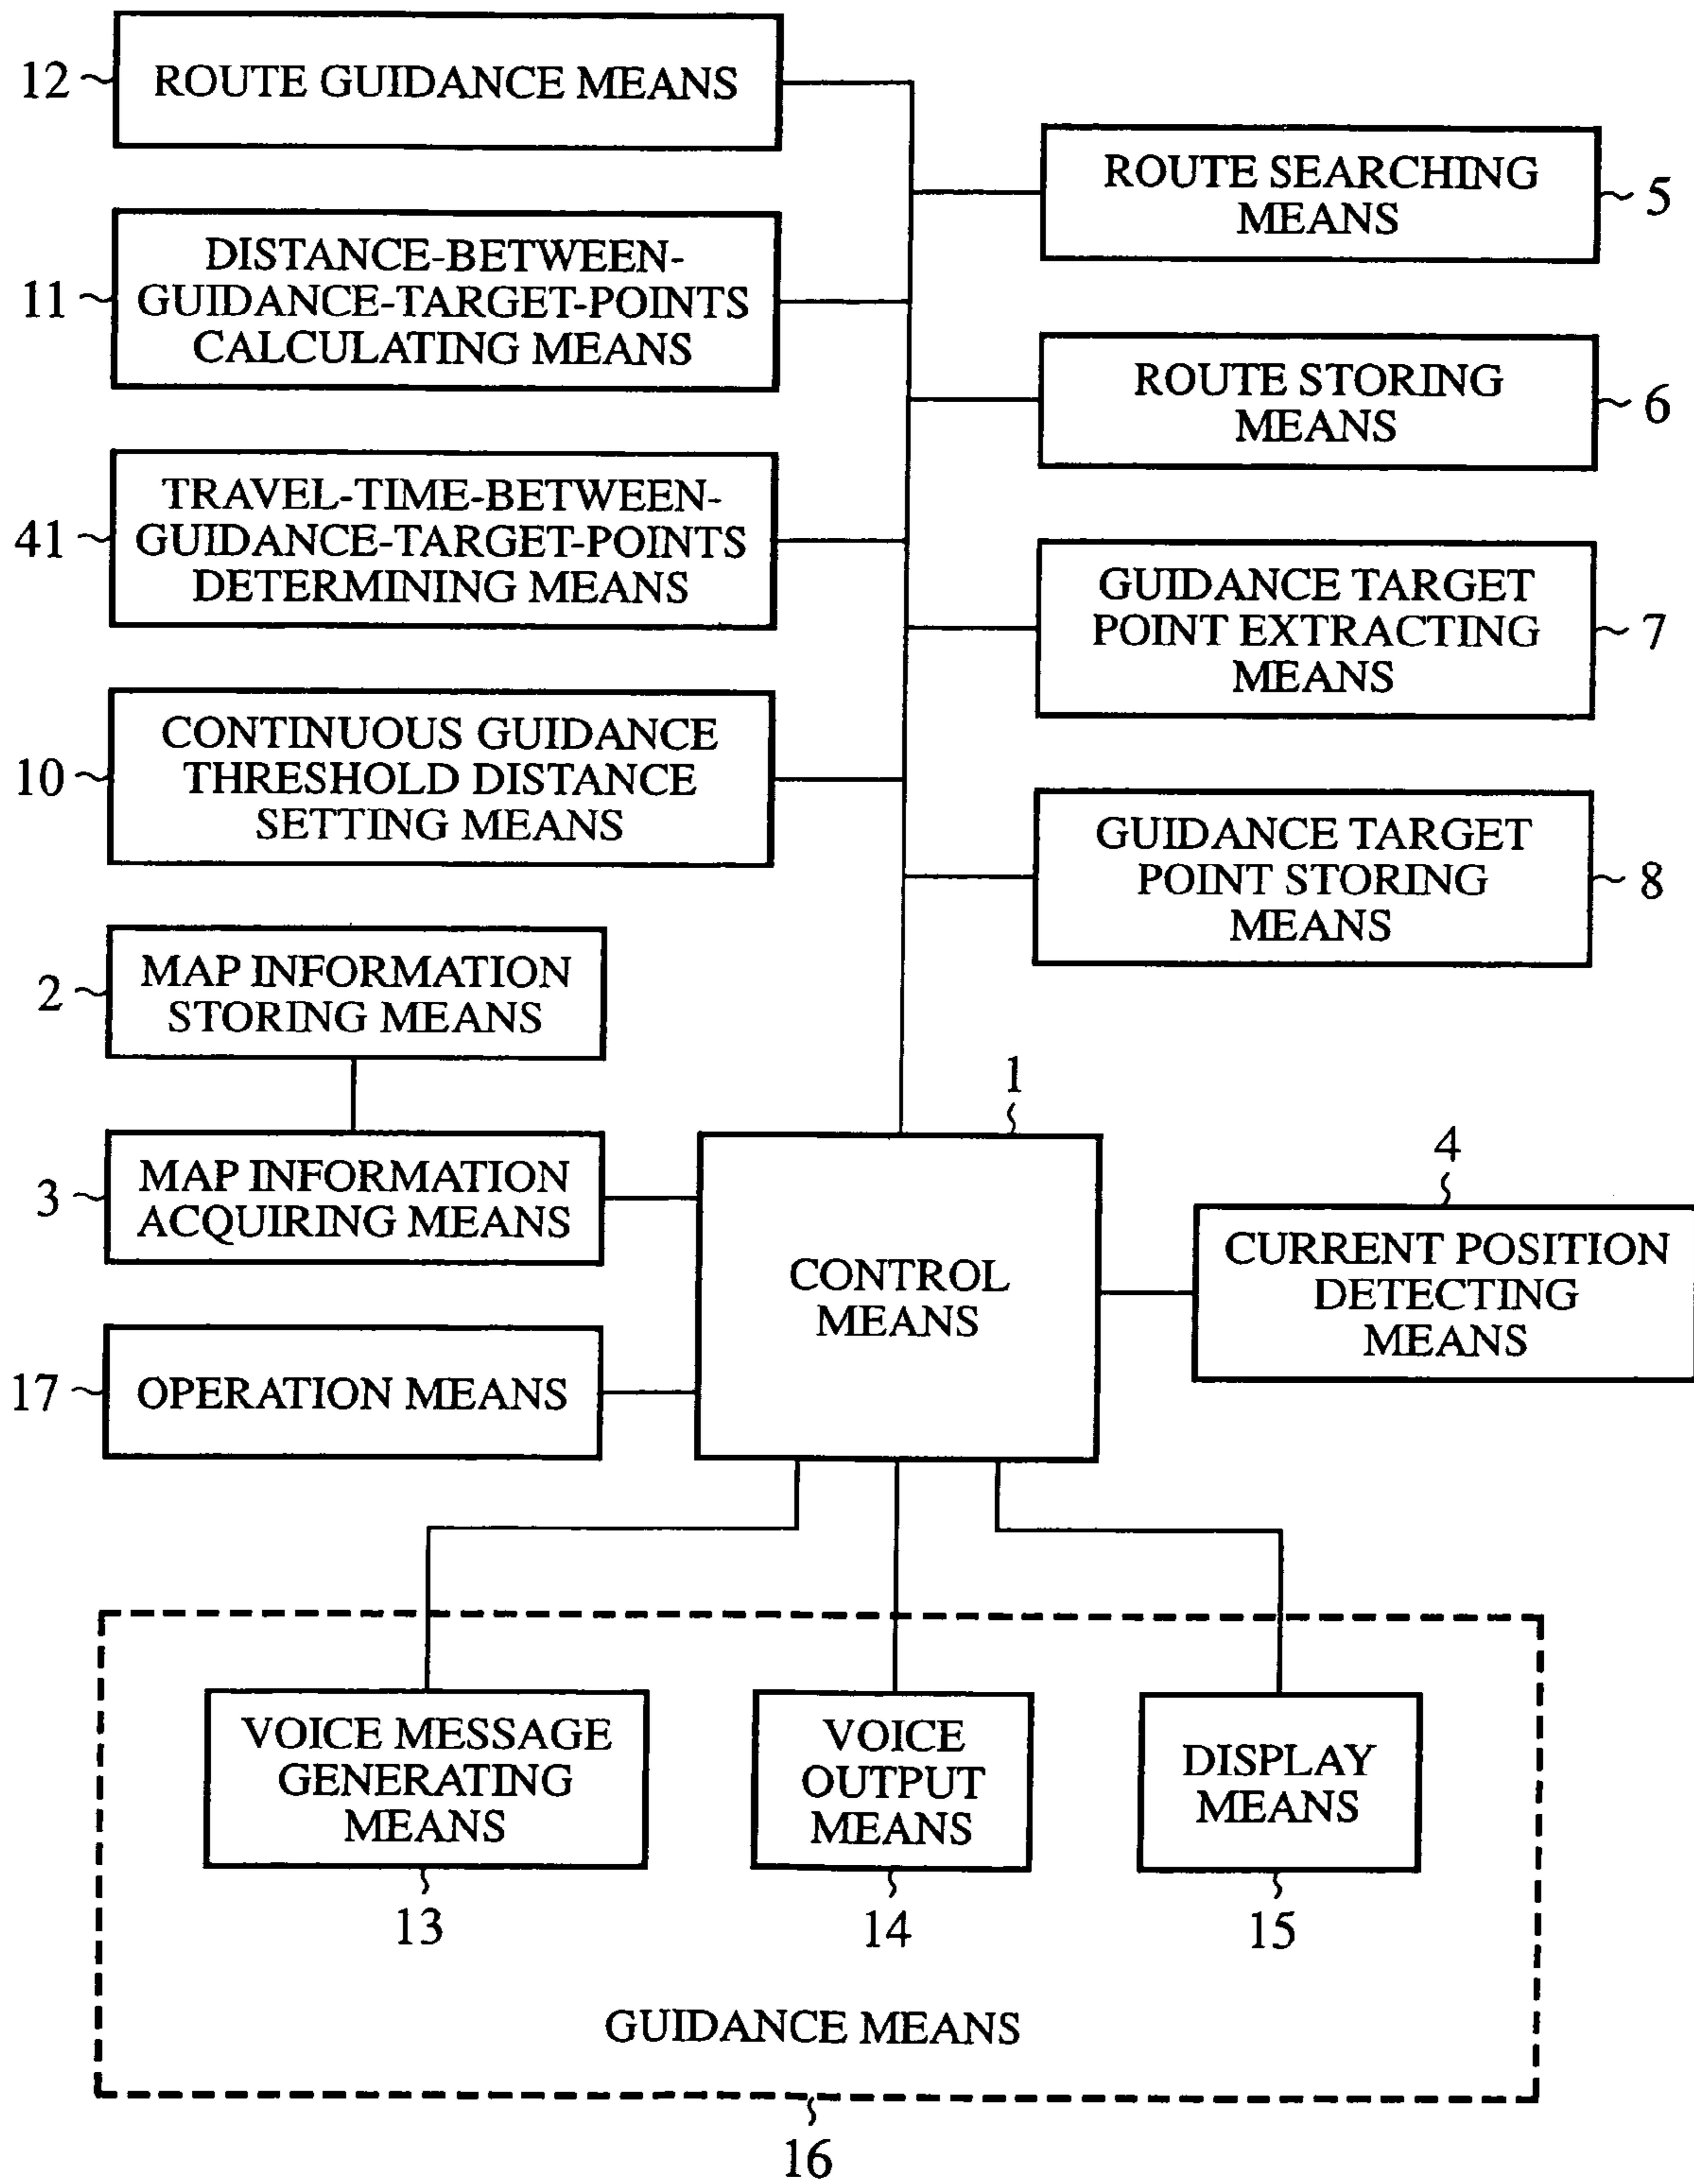 12
ROUTE GUIDANCE MEANS
ROUTE SEARCHING
MEANS
5
11
DISTANCE-BETWEEN-
GUIDANCE-TARGET-POINTS
CALCULATING MEANS
ROUTE STORING
MEANS
6
41
TRAVEL-TIME-BETWEEN-
GUIDANCE-TARGET-POINTS
DETERMINING MEANS
GUIDANCE TARGET
POINT EXTRACTING
MEANS
7
10
CONTINUOUS GUIDANCE
THRESHOLD DISTANCE
SETTING MEANS
GUIDANCE TARGET
POINT STORING
MEANS
8
2
MAP INFORMATION
STORING MEANS
3
MAP INFORMATION
ACQUIRING MEANS
1
CONTROL
MEANS
4
CURRENT POSITION
DETECTING
MEANS
17
OPERATION MEANS
VOICE MESSAGE
GENERATING
MEANS
13
VOICE
OUTPUT
MEANS
14
DISPLAY
MEANS
15
GUIDANCE MEANS
16